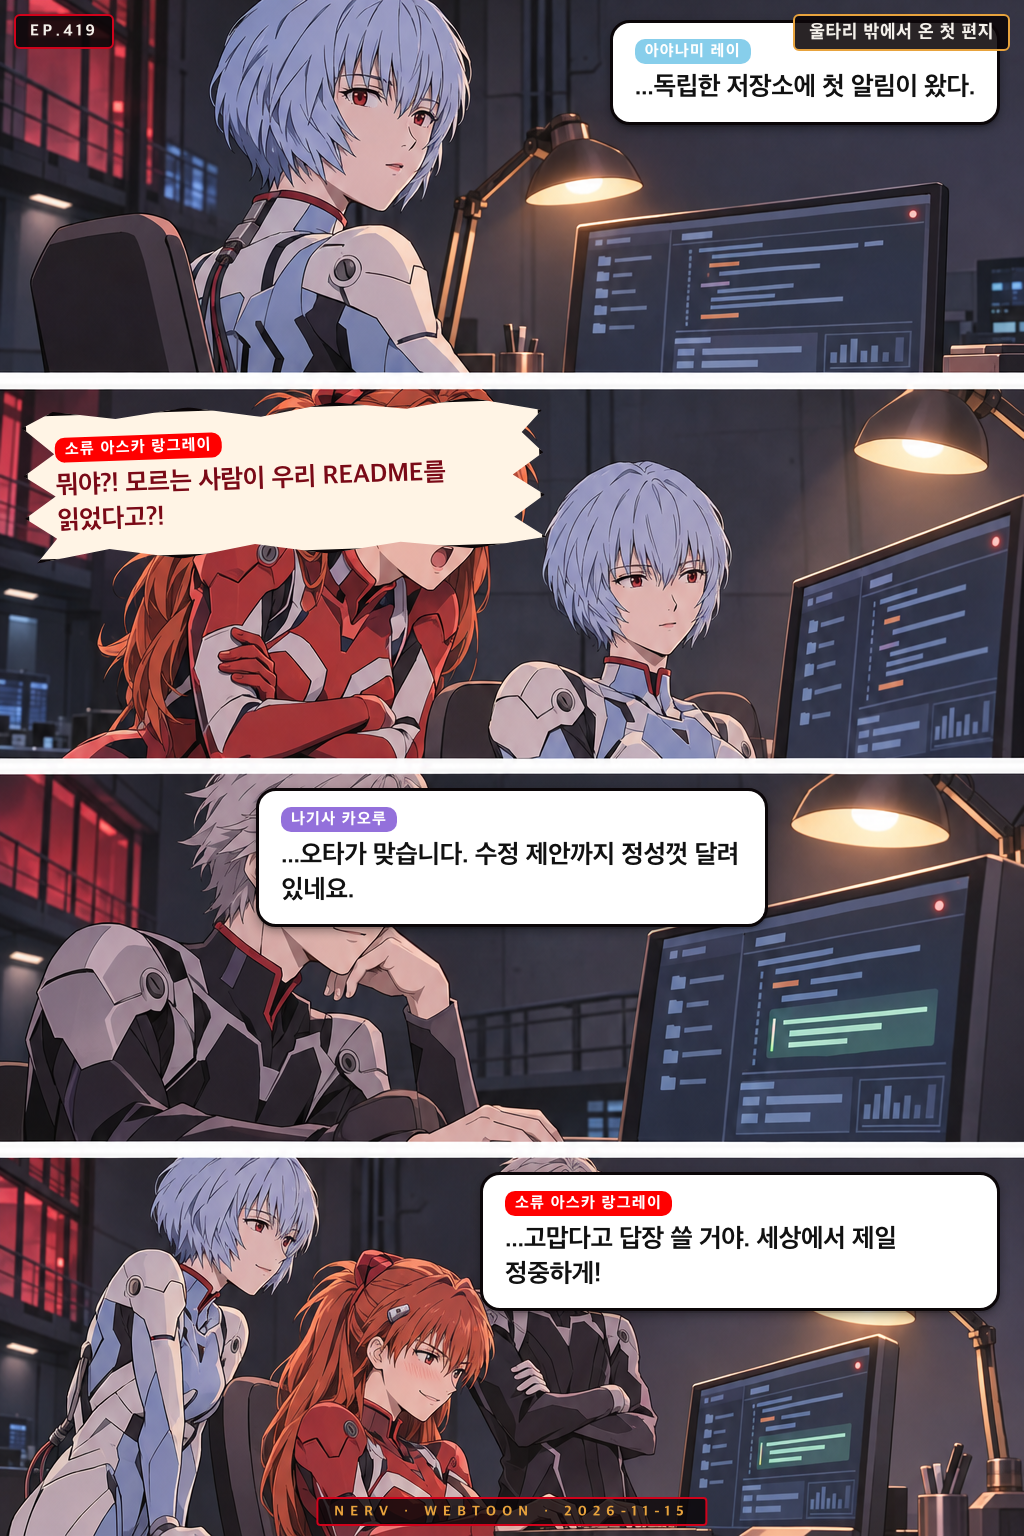 EP.419
울타리 밖에서 온 첫 편지
아야나미 레이
...독립한 저장소에 첫 알림이 왔다.
소류 아스카 랑그레이
뭐야?! 모르는 사람이 우리 README를
읽었다고?!
나기사 카오루
...오타가 맞습니다. 수정 제안까지 정성껏 달려
있네요.
소류 아스카 랑그레이
...고맙다고 답장 쓸 거야. 세상에서 제일
정중하게!
NERV · WEBTOON · 2026-11-15